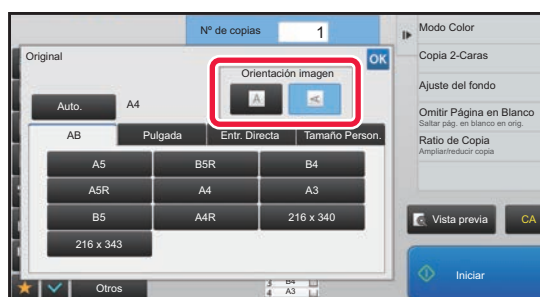 Nº de copias
1
Original
OK
Orientación imagen
A
A
Auto.
A4
AB
Pulgada
Entr. Directa
Tamaño Person.
A5
B5R
B4
A5R
A4
A3
B5
A4R
216 x 340
216 x 343
Otros
3 B4
4 A3
Modo Color
Copia 2-Caras
Ajuste del fondo
Omitir Página en Blanco
Saltar pág. en blanco en orig.
Ratio de Copia
Ampliar/reducir copia
Vista previa
CA
Iniciar